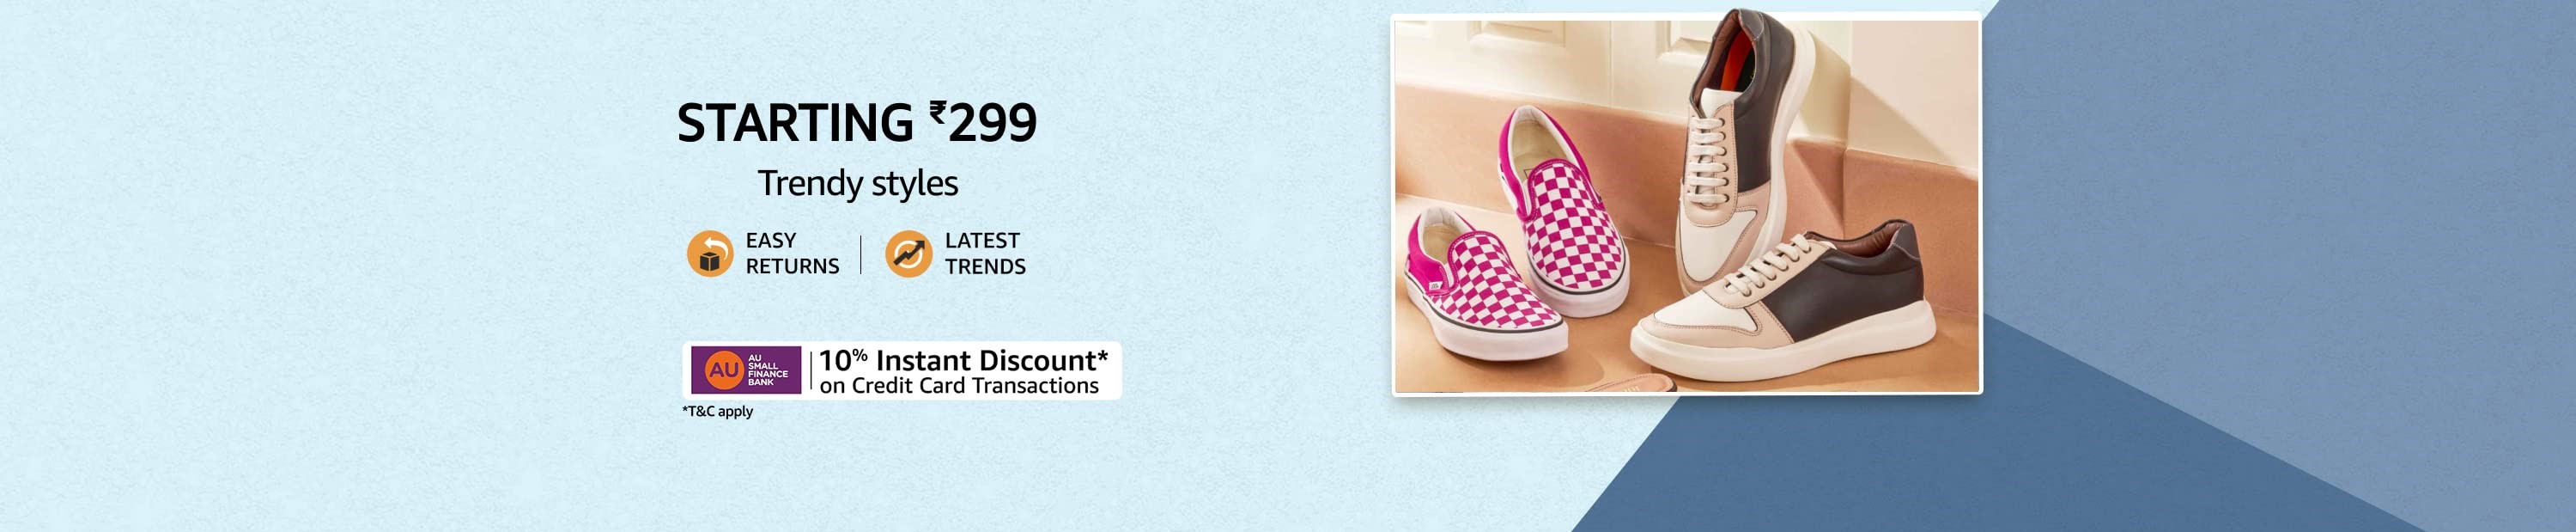 STARTING ₹299
Trendy styles
EASY
RETURNS
LATEST
TRENDS
AU
AU
SMALL
FINANCE
BANK
10% Instant Discount*
on Credit Card Transactions
*T&C apply